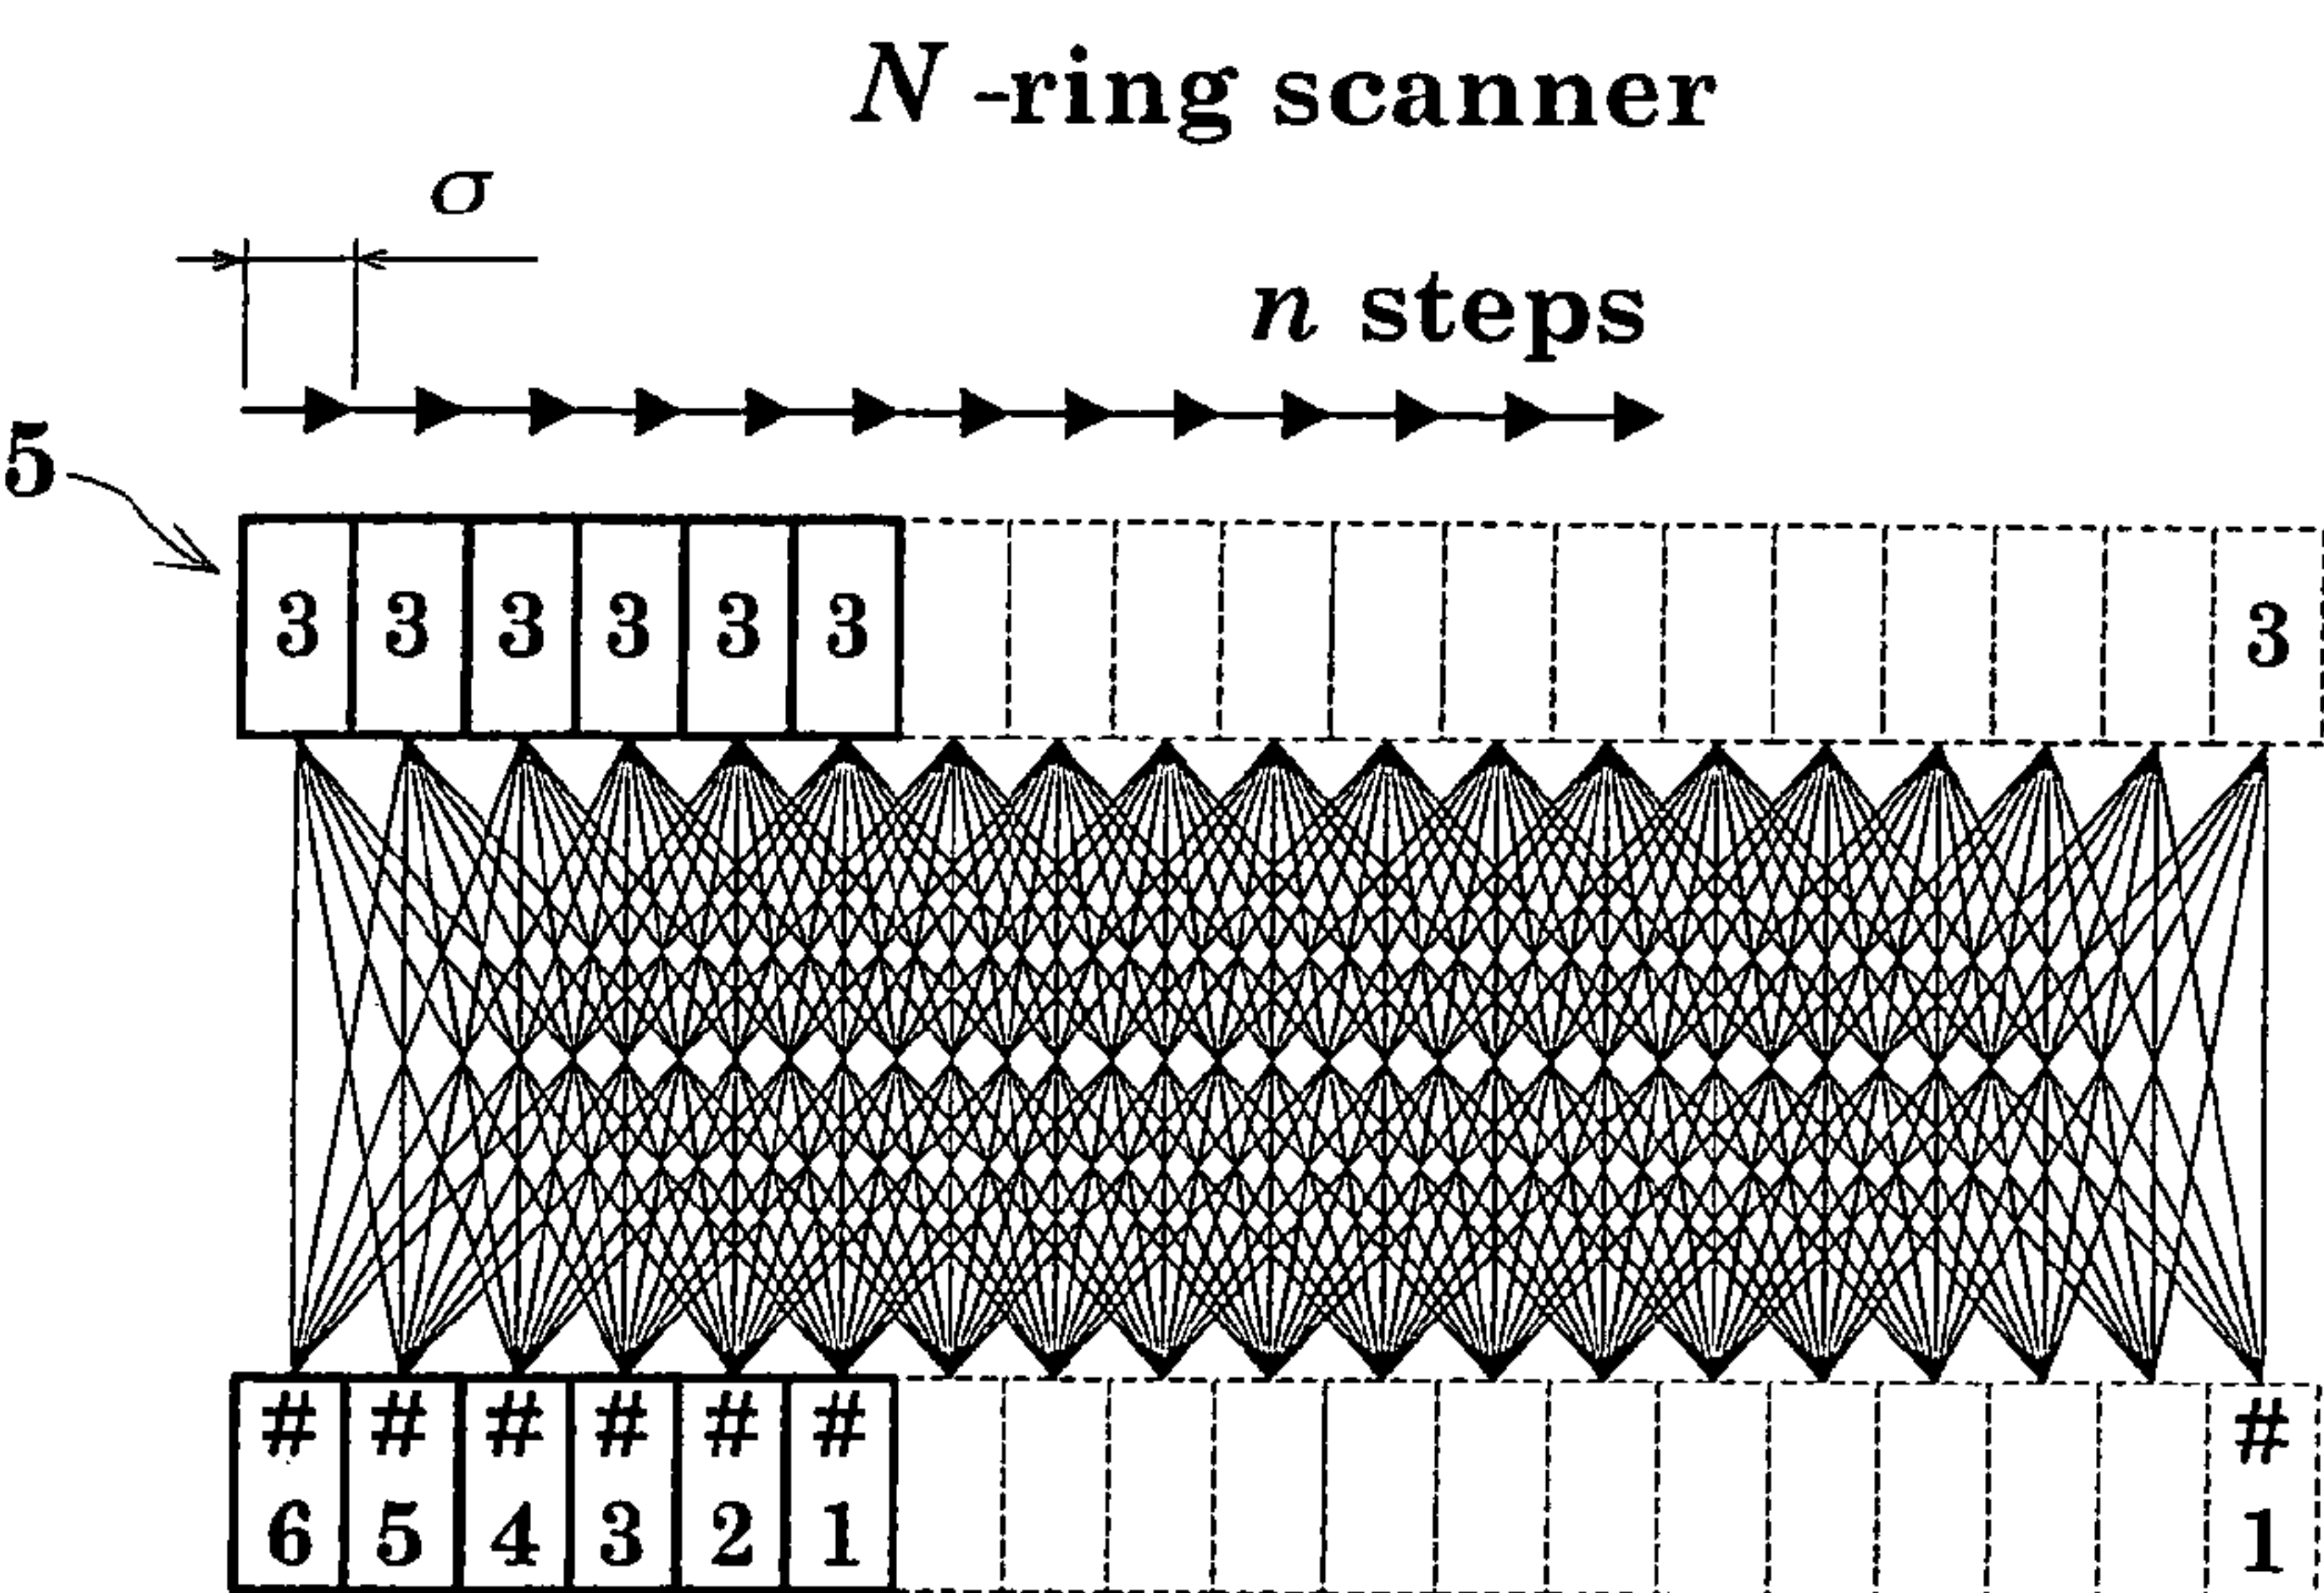 N-ring scanner
σ
n steps
5
3 3 3 3 3 3 3
# # # # # # #
6 5 4 3 2 1 1